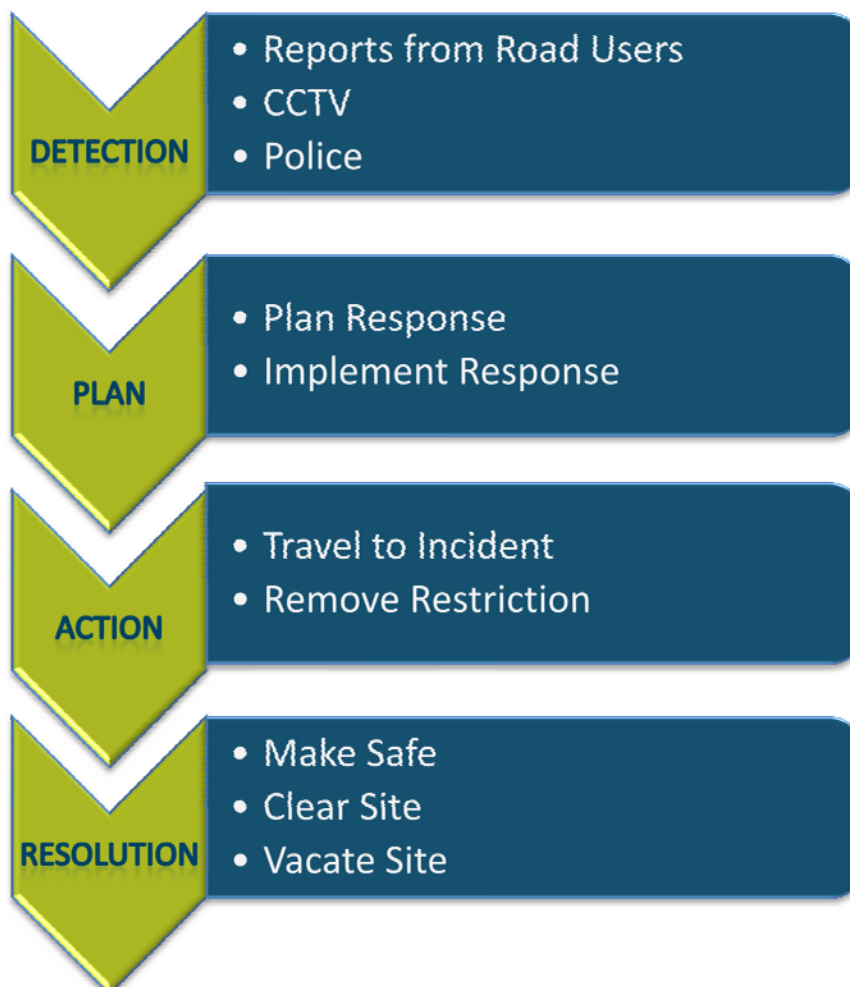 DETECTION
• Reports from Road Users
• CCTV
• Police
PLAN
• Plan Response
• Implement Response
ACTION
• Travel to Incident
• Remove Restriction
RESOLUTION
• Make Safe
• Clear Site
• Vacate Site